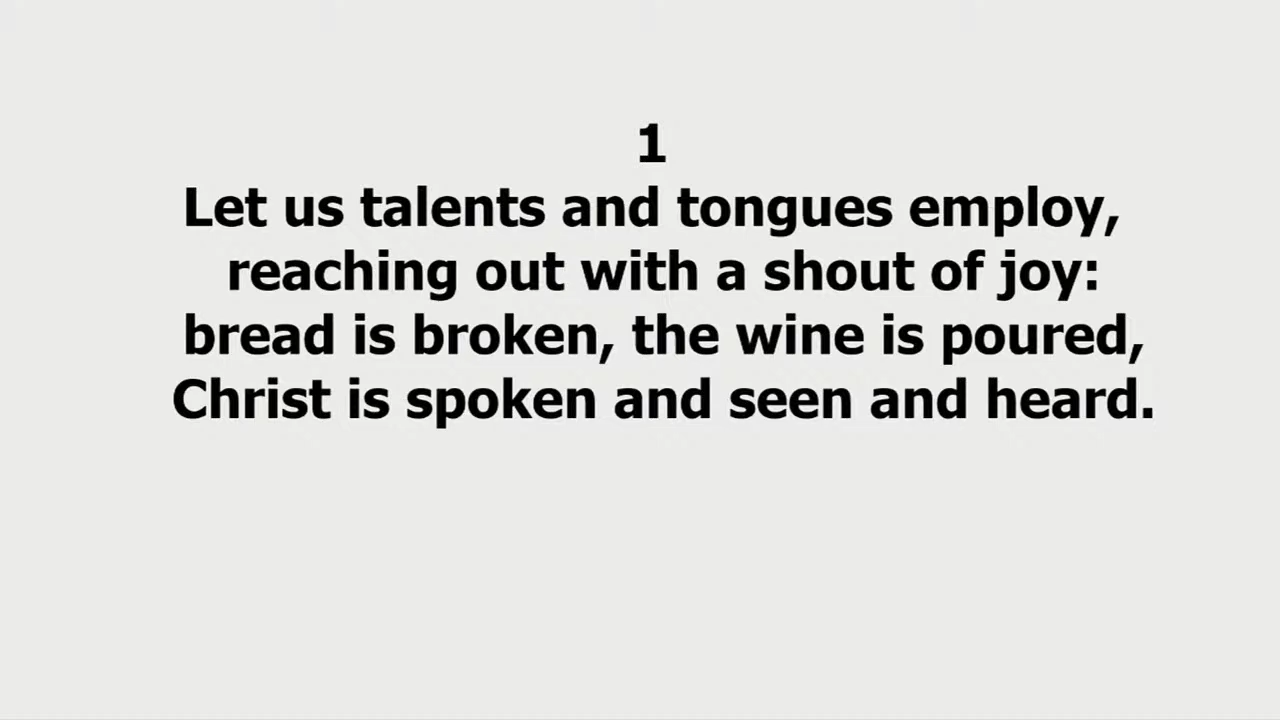 1
Let us talents and tongues employ,
reaching out with a shout of joy:
bread is broken, the wine is poured,
Christ is spoken and seen and heard.